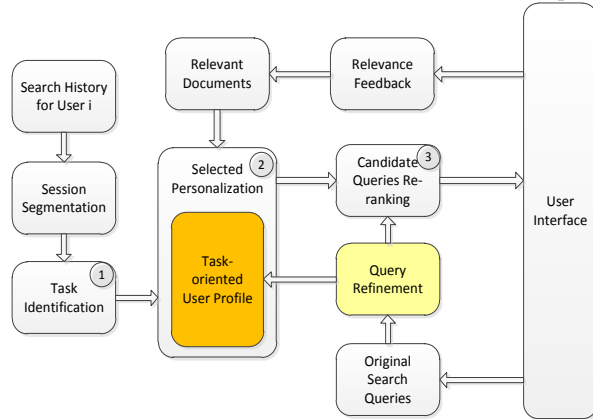 Search History
for User i
Session
Segmentation
1
Task
Identification
Relevant
Documents
Relevance
Feedback
2
Selected
Personalization
Task-
oriented
User Profile
3
Candidate
Queries Re-
ranking
Query
Refinement
Original
Search
Queries
User
Interface